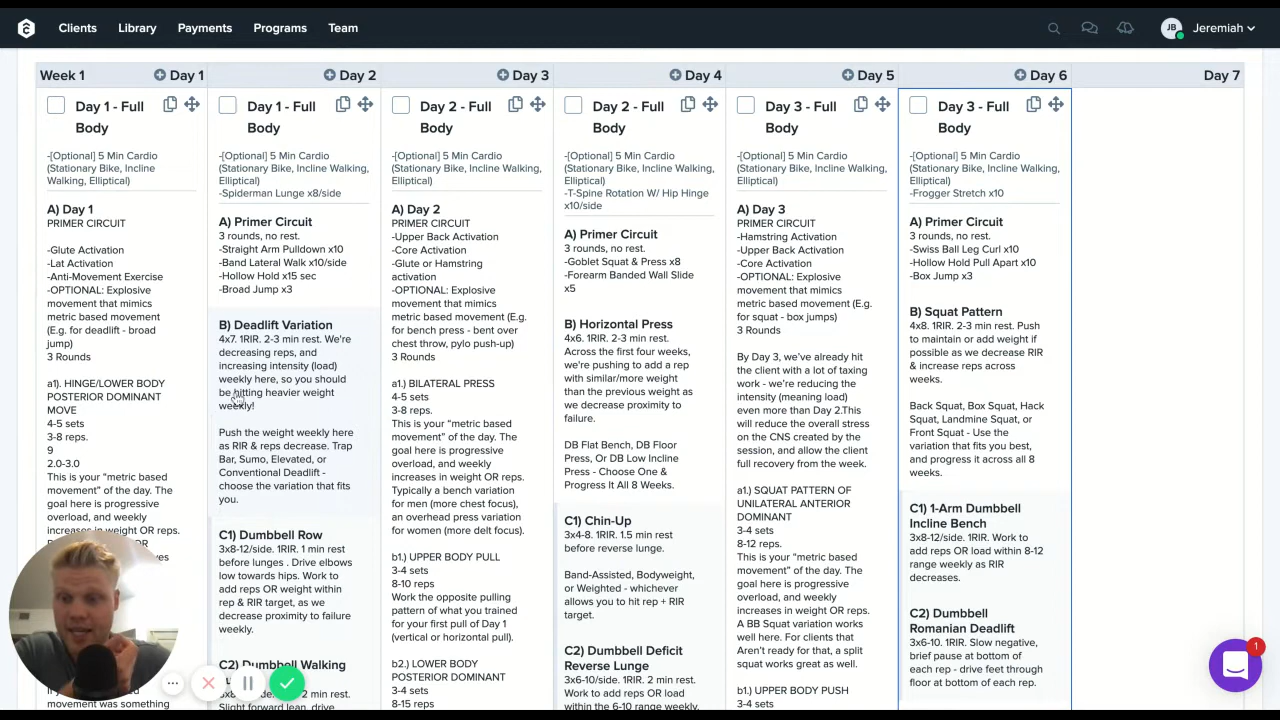 Clients Library Payments Programs Team
JB Jeremiah
Week 1 Day 1 Day 2 Day 3 Day 4 Day 5 Day 6 Day 7
Day 1 - Full
Body
-[Optional] 5 Min Cardio
(Stationary Bike, Incline
Walking, Elliptical)
A) Day 1
PRIMER CIRCUIT
-Glute Activation
-Lat Activation
-Anti-Movement Exercise
-OPTIONAL: Explosive
movement that mimics
metric based movement
(E.g. for deadlift - broad
jump)
3 Rounds
a1). HINGE/LOWER BODY
POSTERIOR DOMINANT
MOVE
4-5 sets
3-8 reps.
9
2.0-3.0
This is your “metric based
movement” of the day. The
goal here is progressive
overload, and weekly
increases in weight OR reps.
movement was something
Day 1 - Full
Body
-[Optional] 5 Min Cardio
(Stationary Bike, Incline Walking,
Elliptical)
-Spiderman Lunge x8/side
A) Primer Circuit
3 rounds, no rest.
-Straight Arm Pulldown x10
-Band Lateral Walk x10/side
-Hollow Hold x15 sec
-Broad Jump x3
B) Deadlift Variation
4x7. 1RIR. 2-3 min rest. We're
decreasing reps, and
increasing intensity (load)
weekly here, so you should
be hitting heavier weight
weekly!
Push the weight weekly here
as RIR & reps decrease. Trap
Bar, Sumo, Elevated, or
Conventional Deadlift -
choose the variation that fits
you.
C1) Dumbbell Row
3x8-12/side. 1RIR. 1 min rest
before lunges . Drive elbows
low towards hips. Work to
add reps OR weight within
rep & RIR target, as we
decrease proximity to failure
weekly.
C2) Dumbbell Walking
min rest.
Slight forward lean, drive
Day 2 - Full
Body
-[Optional] 5 Min Cardio
(Stationary Bike, Incline Walking,
Elliptical)
A) Day 2
PRIMER CIRCUIT
-Upper Back Activation
-Core Activation
-Glute or Hamstring
activation
-OPTIONAL: Explosive
movement that mimics
metric based movement (E.g.
for bench press - bent over
chest throw, pylo push-up)
3 Rounds
a1.) BILATERAL PRESS
4-5 sets
3-8 reps.
This is your “metric based
movement” of the day. The
goal here is progressive
overload, and weekly
increases in weight OR reps.
Typically a bench variation
for men (more chest focus),
an overhead press variation
for women (more delt focus).
b1.) UPPER BODY PULL
3-4 sets
8-10 reps
Work the opposite pulling
pattern of what you trained
for your first pull of Day 1
(vertical or horizontal pull).
b2.) LOWER BODY
POSTERIOR DOMINANT
3-4 sets
8-15 reps
Day 2 - Full
Body
-[Optional] 5 Min Cardio
(Stationary Bike, Incline Walking,
Elliptical)
-T-Spine Rotation W/ Hip Hinge
x10/side
A) Primer Circuit
3 rounds, no rest.
-Goblet Squat & Press x8
-Forearm Banded Wall Slide
x5
B) Horizontal Press
4x6. 1RIR. 2-3 min rest.
Across the first four weeks,
we're pushing to add a rep
with similar/more weight
than the previous weight as
we decrease proximity to
failure.
DB Flat Bench, DB Floor
Press, Or DB Low Incline
Press - Choose One &
Progress It All 8 Weeks.
C1) Chin-Up
3x4-8. 1RIR. 1.5 min rest
before reverse lunge.
Band-Assisted, Bodyweight,
or Weighted - whichever
allows you to hit rep + RIR
target.
C2) Dumbbell Deficit
Reverse Lunge
3x6-10/side. 1RIR. 2 min rest.
Work to add reps OR load
within the 6-10 range weekly.
Day 3 - Full
Body
-[Optional] 5 Min Cardio
(Stationary Bike, Incline Walking,
Elliptical)
A) Day 3
PRIMER CIRCUIT
-Hamstring Activation
-Upper Back Activation
-Core Activation
-OPTIONAL: Explosive
movement that mimics
metric based movement (E.g.
for squat - box jumps)
3 Rounds
By Day 3, we’ve already hit
the client with a lot of taxing
work - we’re reducing the
intensity (meaning load)
even more than Day 2.This
will reduce the overall stress
on the CNS created by the
session, and allow the client
full recovery from the week.
a1.) SQUAT PATTERN OF
UNILATERAL ANTERIOR
DOMINANT
3-4 sets
8-12 reps.
This is your “metric based
movement” of the day. The
goal here is progressive
overload, and weekly
increases in weight OR reps.
A BB Squat variation works
well here. For clients that
Aren’t ready for that, a split
squat works great as well.
b1.) UPPER BODY PUSH
3-4 sets
Day 3 - Full
Body
-[Optional] 5 Min Cardio
(Stationary Bike, Incline Walking,
Elliptical)
-Frogger Stretch x10
A) Primer Circuit
3 rounds, no rest.
-Swiss Ball Leg Curl x10
-Hollow Hold Pull Apart x10
-Box Jump x3
B) Squat Pattern
4x8. 1RIR. 2-3 min rest. Push
to maintain or add weight if
possible as we decrease RIR
& increase reps across
weeks.
Back Squat, Box Squat, Hack
Squat, Landmine Squat, or
Front Squat - Use the
variation that fits you best,
and progress it across all 8
weeks.
C1) 1-Arm Dumbbell
Incline Bench
3x8-12/side. 1RIR. Work to
add reps OR load within 8-12
range weekly as RIR
decreases.
C2) Dumbbell
Romanian Deadlift
3x6-10. 1RIR. Slow negative,
brief pause at bottom of
each rep - drive feet through
floor at bottom of each rep.
1